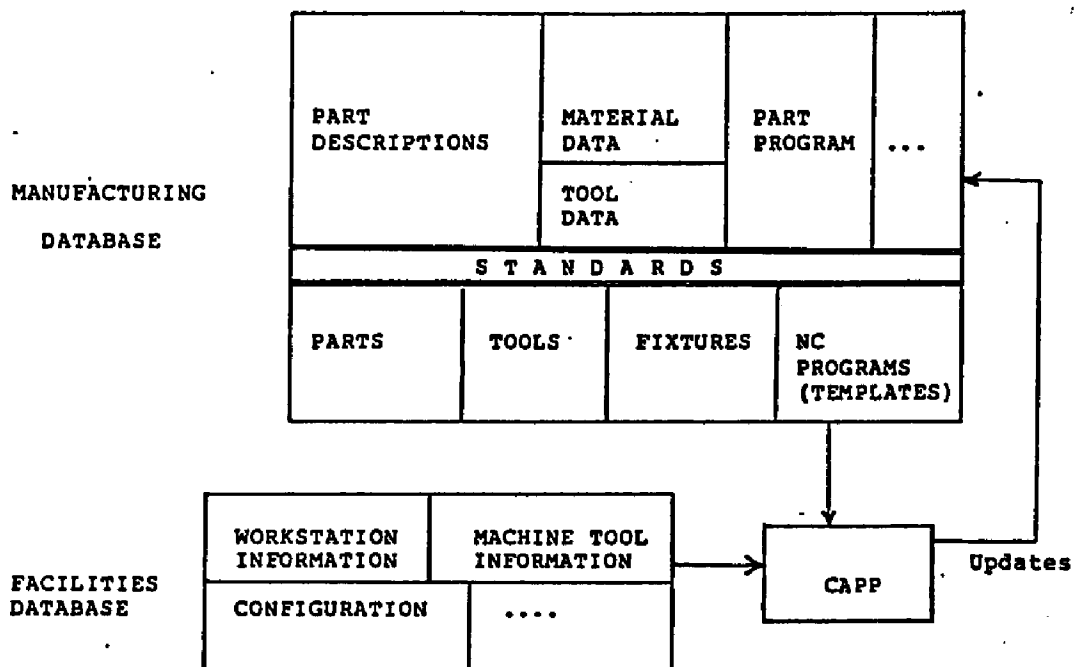 PART
DESCRIPTIONS
MATERIAL
DATA
PART
PROGRAM
...
TOOL
DATA
MANUFACTURING
DATABASE
STANDARDS
PARTS
TOOLS
FIXTURES
NC
PROGRAMS
(TEMPLATES)
WORKSTATION
INFORMATION
MACHINE TOOL
INFORMATION
CAPP
Updates
FACILITIES
DATABASE
CONFIGURATION
....